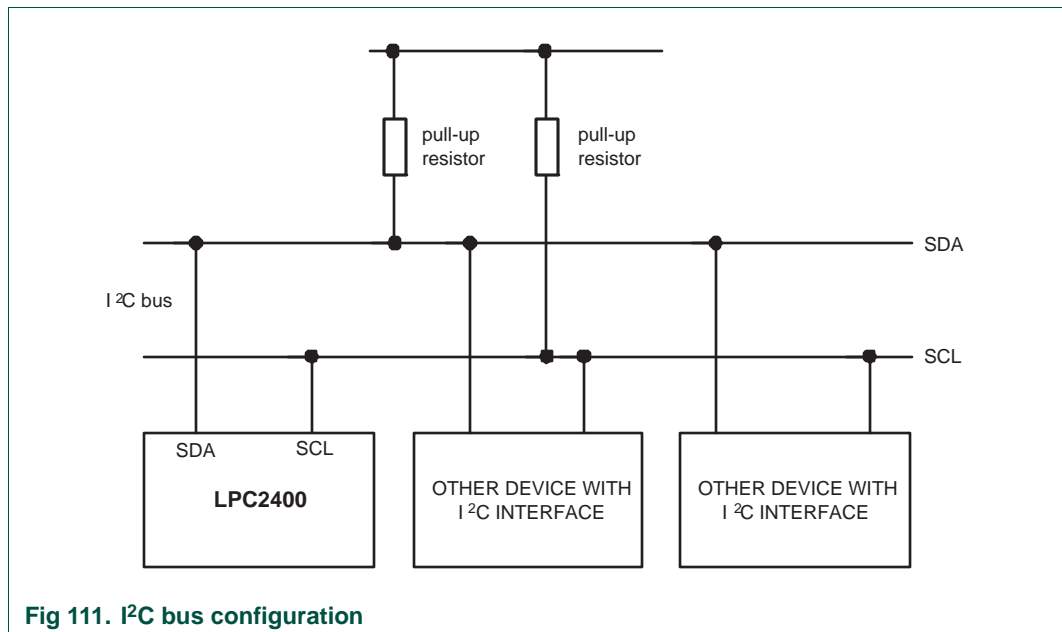 pull-up
resistor
pull-up
resistor
SDA
I ²C bus
SCL
SDA
SCL
LPC2400
OTHER DEVICE WITH
I ²C INTERFACE
OTHER DEVICE WITH
I ²C INTERFACE
Fig 111. I²C bus configuration